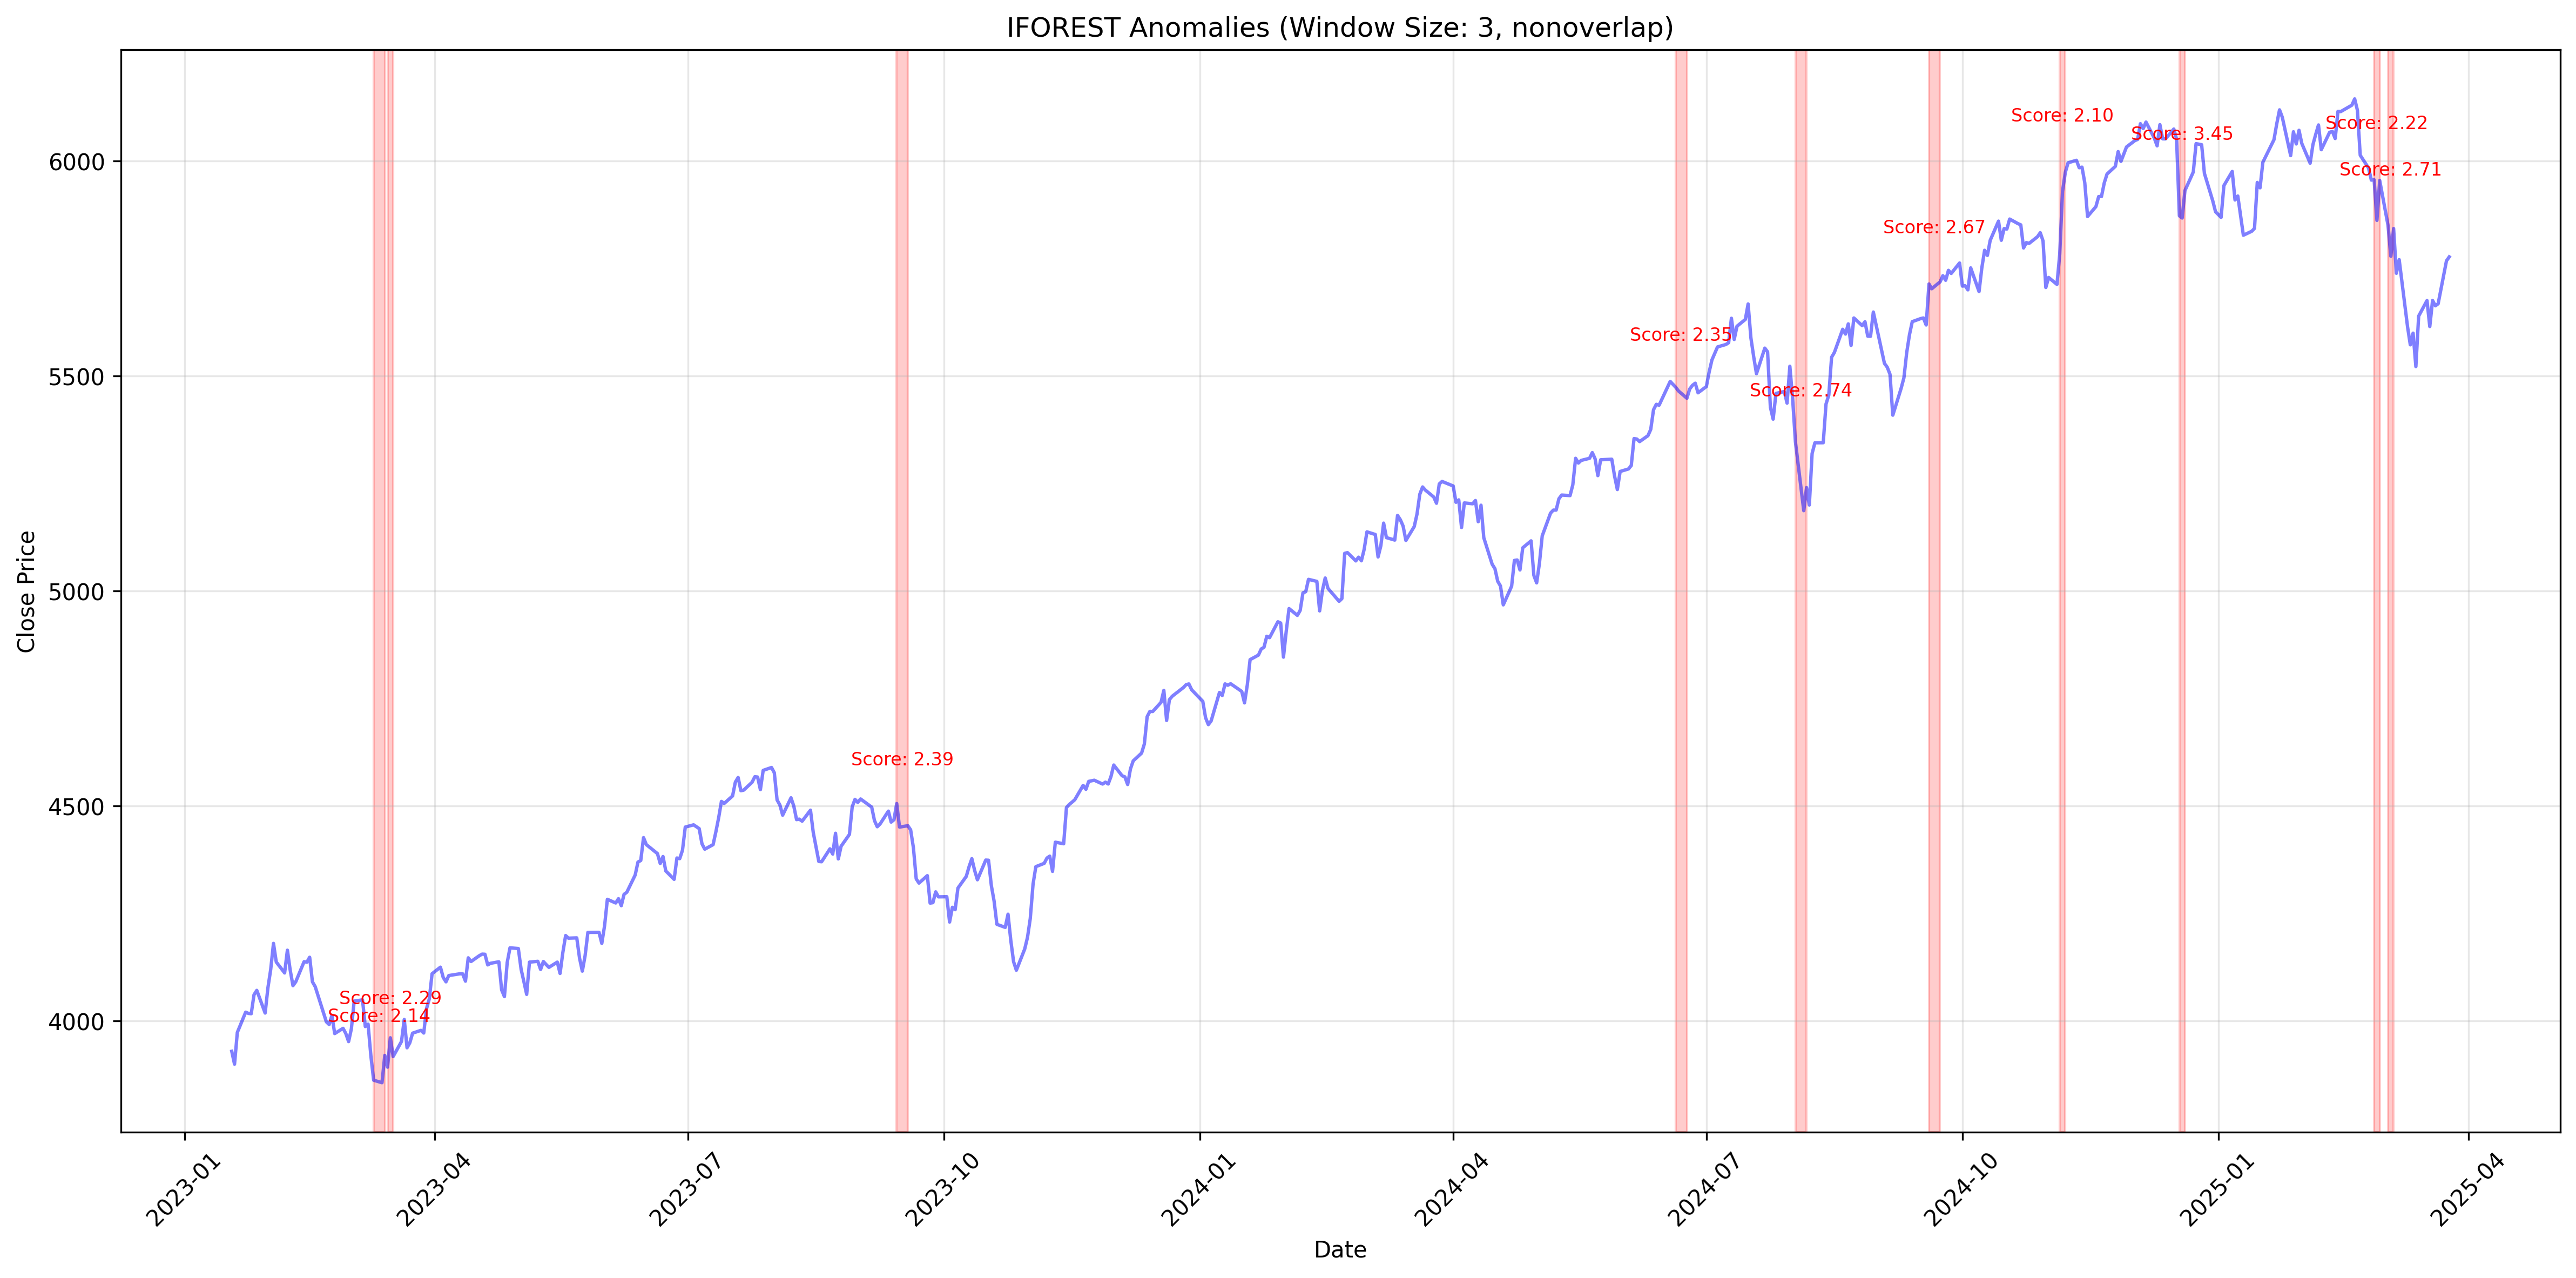 IFOREST Anomalies (Window Size: 3, nonoverlap)
Close Price
6000
5500
5000
4500
4000
Score: 2.10
Score: 3.45
Score: 2.22
Score: 2.71
Score: 2.67
Score: 2.35
Score: 2.74
Score: 2.39
Score: 2.29
Score: 2.14
2023-01
2023-04
2023-07
2023-10
2024-01
2024-04
2024-07
2024-10
2025-01
2025-04
Date